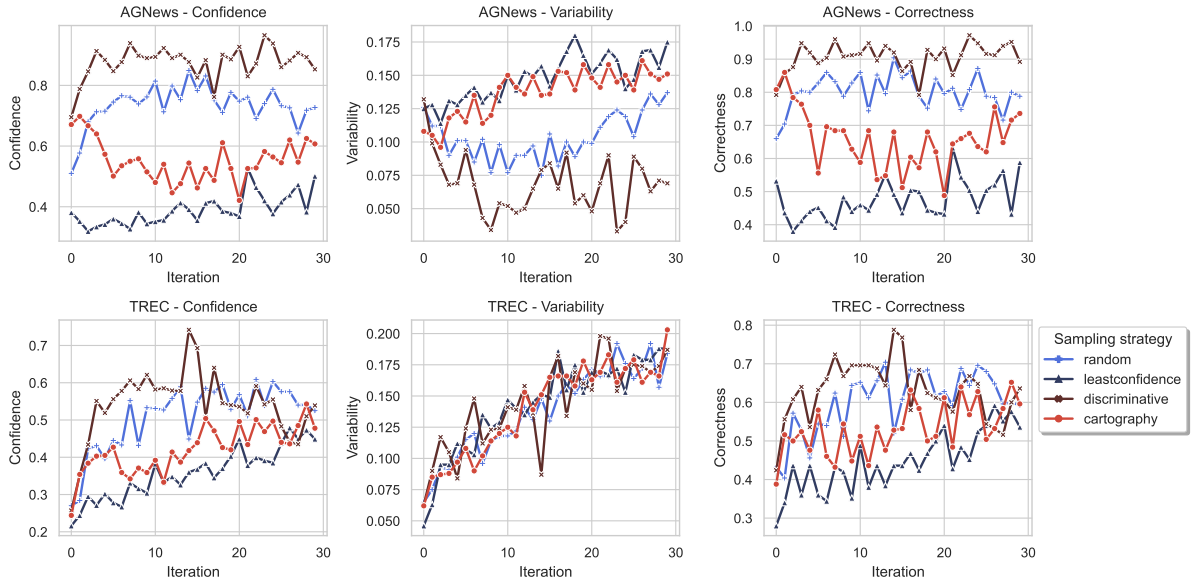 AGNews - Confidence
AGNews - Variability
AGNews - Correctness
Confidence
0.8
0.6
0.4
0
10
20
30
Iteration
Variability
0.175
0.150
0.125
0.100
0.075
0.050
0
10
20
30
Iteration
Correctness
1.0
0.9
0.8
0.7
0.6
0.5
0.4
0
10
20
30
Iteration
TREC - Confidence
TREC - Variability
TREC - Correctness
Confidence
0.7
0.6
0.5
0.4
0.3
0.2
0
10
20
30
Iteration
Variability
0.200
0.175
0.150
0.125
0.100
0.075
0.050
0
10
20
30
Iteration
Correctness
0.8
0.7
0.6
0.5
0.4
0.3
0
10
20
30
Iteration
Sampling strategy
random
leastconfidence
discriminative
cartography